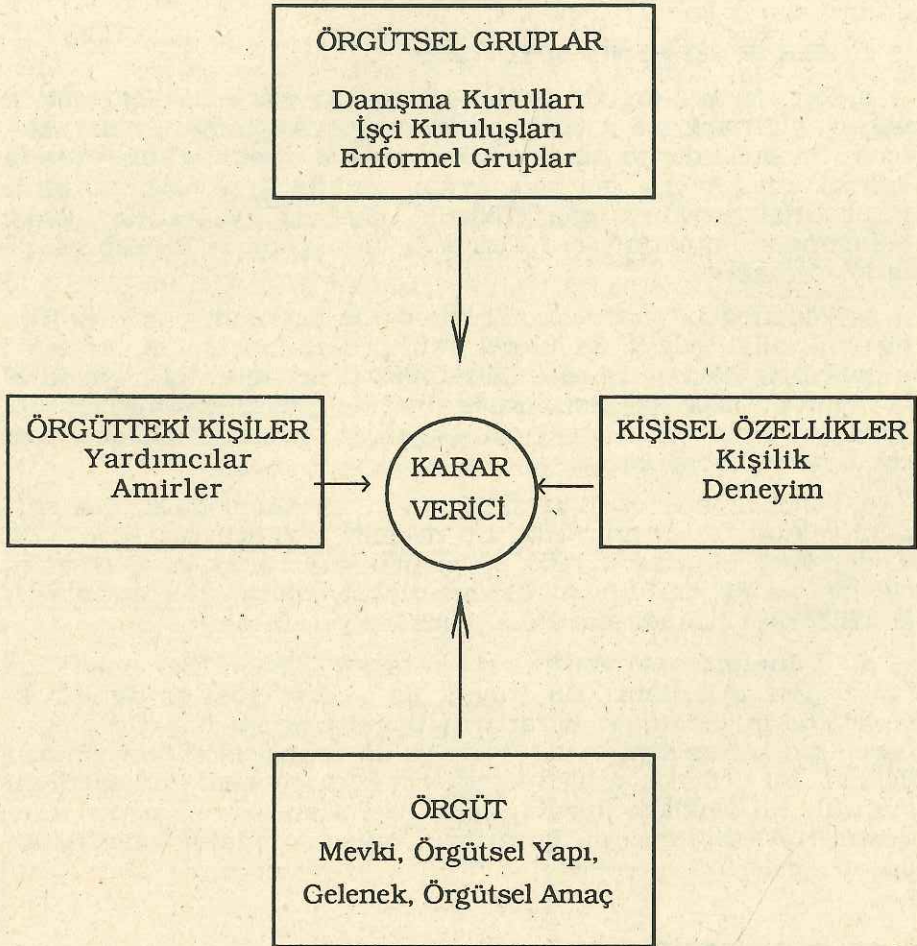 ÖRGÜTSEL GRUPLAR
Danışma Kurulları
İşçi Kuruluşları
Enformel Gruplar
ÖRGÜTTEKİ KİŞİLER
Yardımcılar
Amirler
KARAR
VERİCİ
KİŞİSEL ÖZELLİKLER
Kişilik
Deneyim
ÖRGÜT
Mevki, Örgütsel Yapı,
Gelenek, Örgütsel Amaç